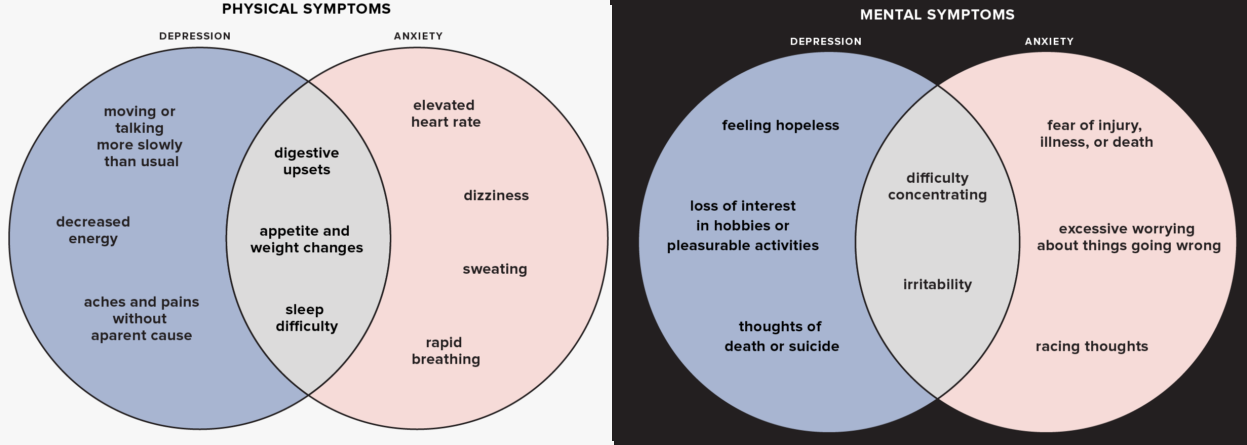 PHYSICAL SYMPTOMS
DEPRESSION
ANXIETY
moving or
talking
more slowly
than usual
decreased
energy
aches and pains
without
apparent cause
digestive
upsets
appetite and
weight changes
sleep
difficulty
elevated
heart rate
dizziness
sweating
rapid
breathing
MENTAL SYMPTOMS
DEPRESSION
ANXIETY
feeling hopeless
loss of interest
in hobbies or
pleasurable activities
thoughts of
death or suicide
difficulty
concentrating
irritability
fear of injury,
illness, or death
excessive worrying
about things going wrong
racing thoughts